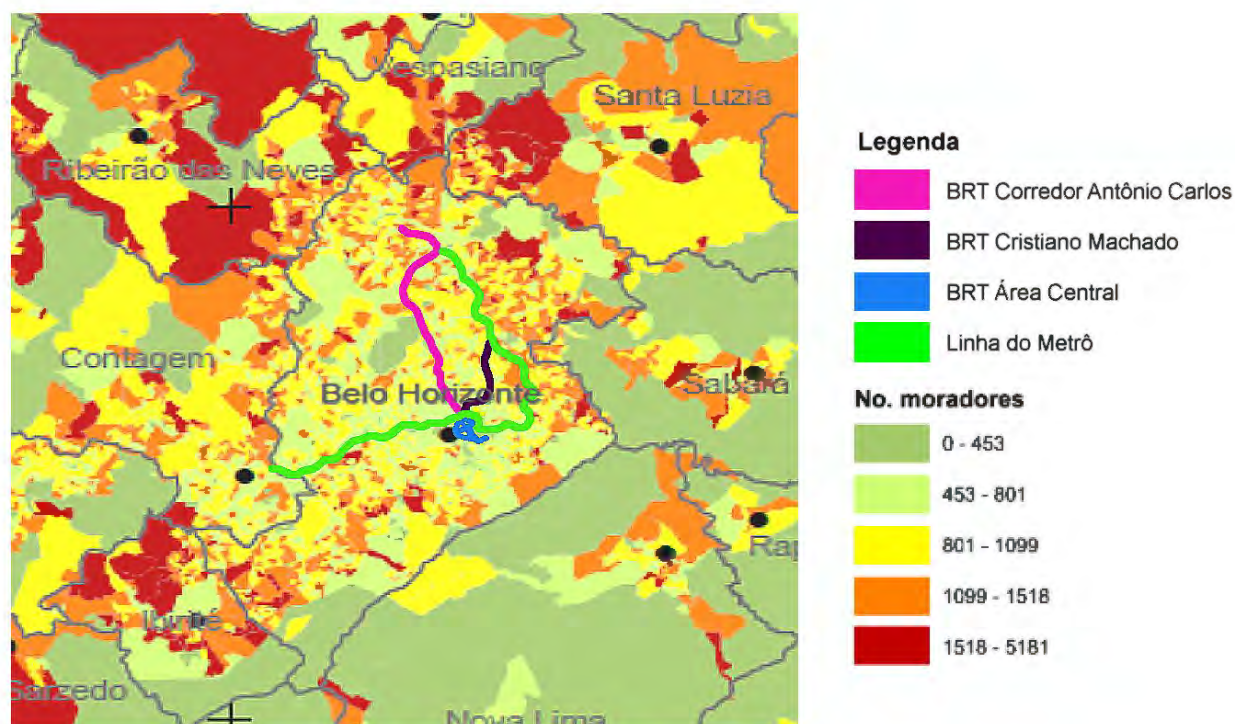 Vespasiano
Santa Luzia
Ribeirão das Neves
Contagem
Belo Horizonte
Sabará
Rap
Ibirité
Sarzedo
Nova Lima
Legenda
BRT Corredor Antônio Carlos
BRT Cristiano Machado
BRT Área Central
Linha do Metrô
No. moradores
0 - 453
453 - 801
801 - 1099
1099 - 1518
1518 - 5181